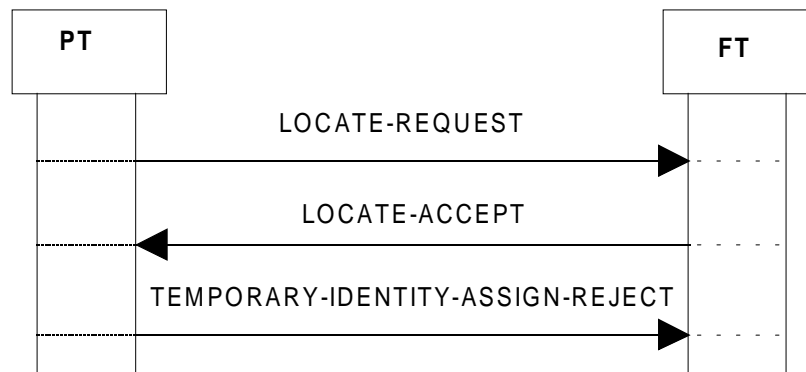 PT
FT
LOCATE-REQUEST
LOCATE-ACCEPT
TEMPORARY-IDENTITY-ASSIGN-REJECT